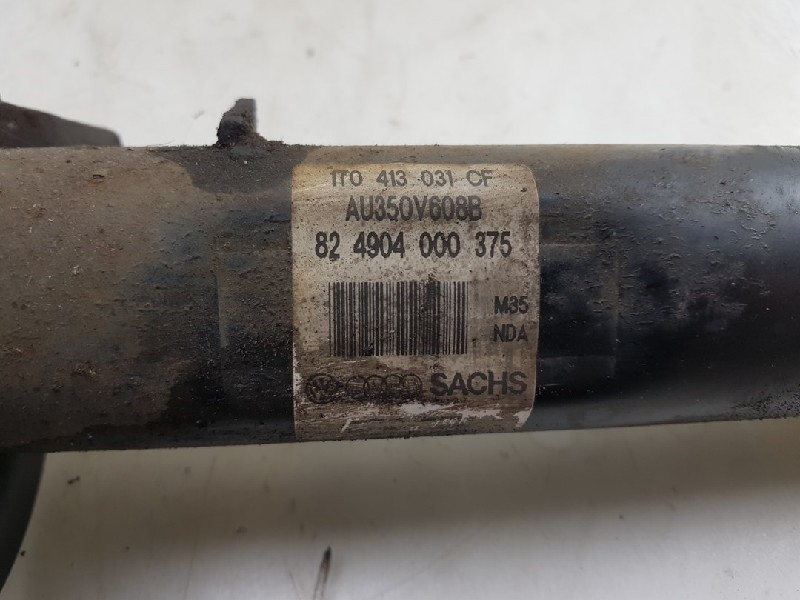 1T0 413 031 CF
AU350V608B
82 4904 000 375
M35
NDA
SACHS